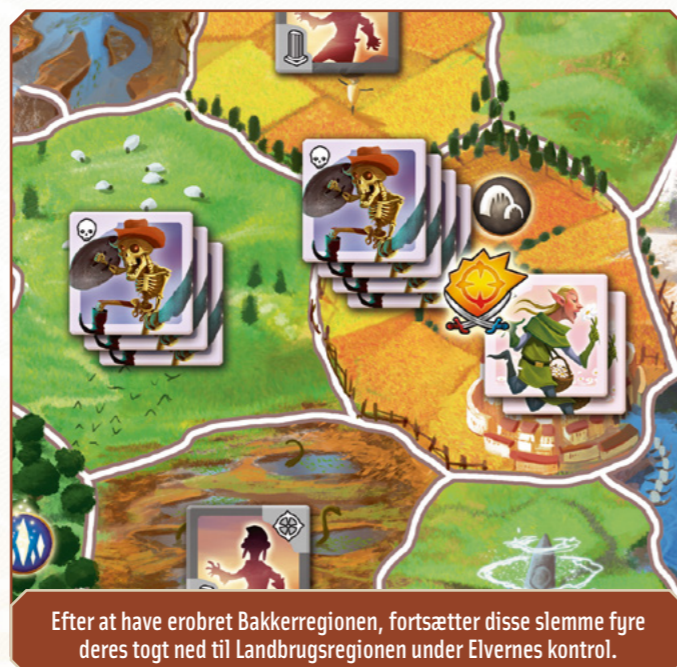 Efter at have erobret Bakkerregionen, fortsætter disse slemme fyre
deres togt ned til Landbrugsregionen under Elvernes kontrol.